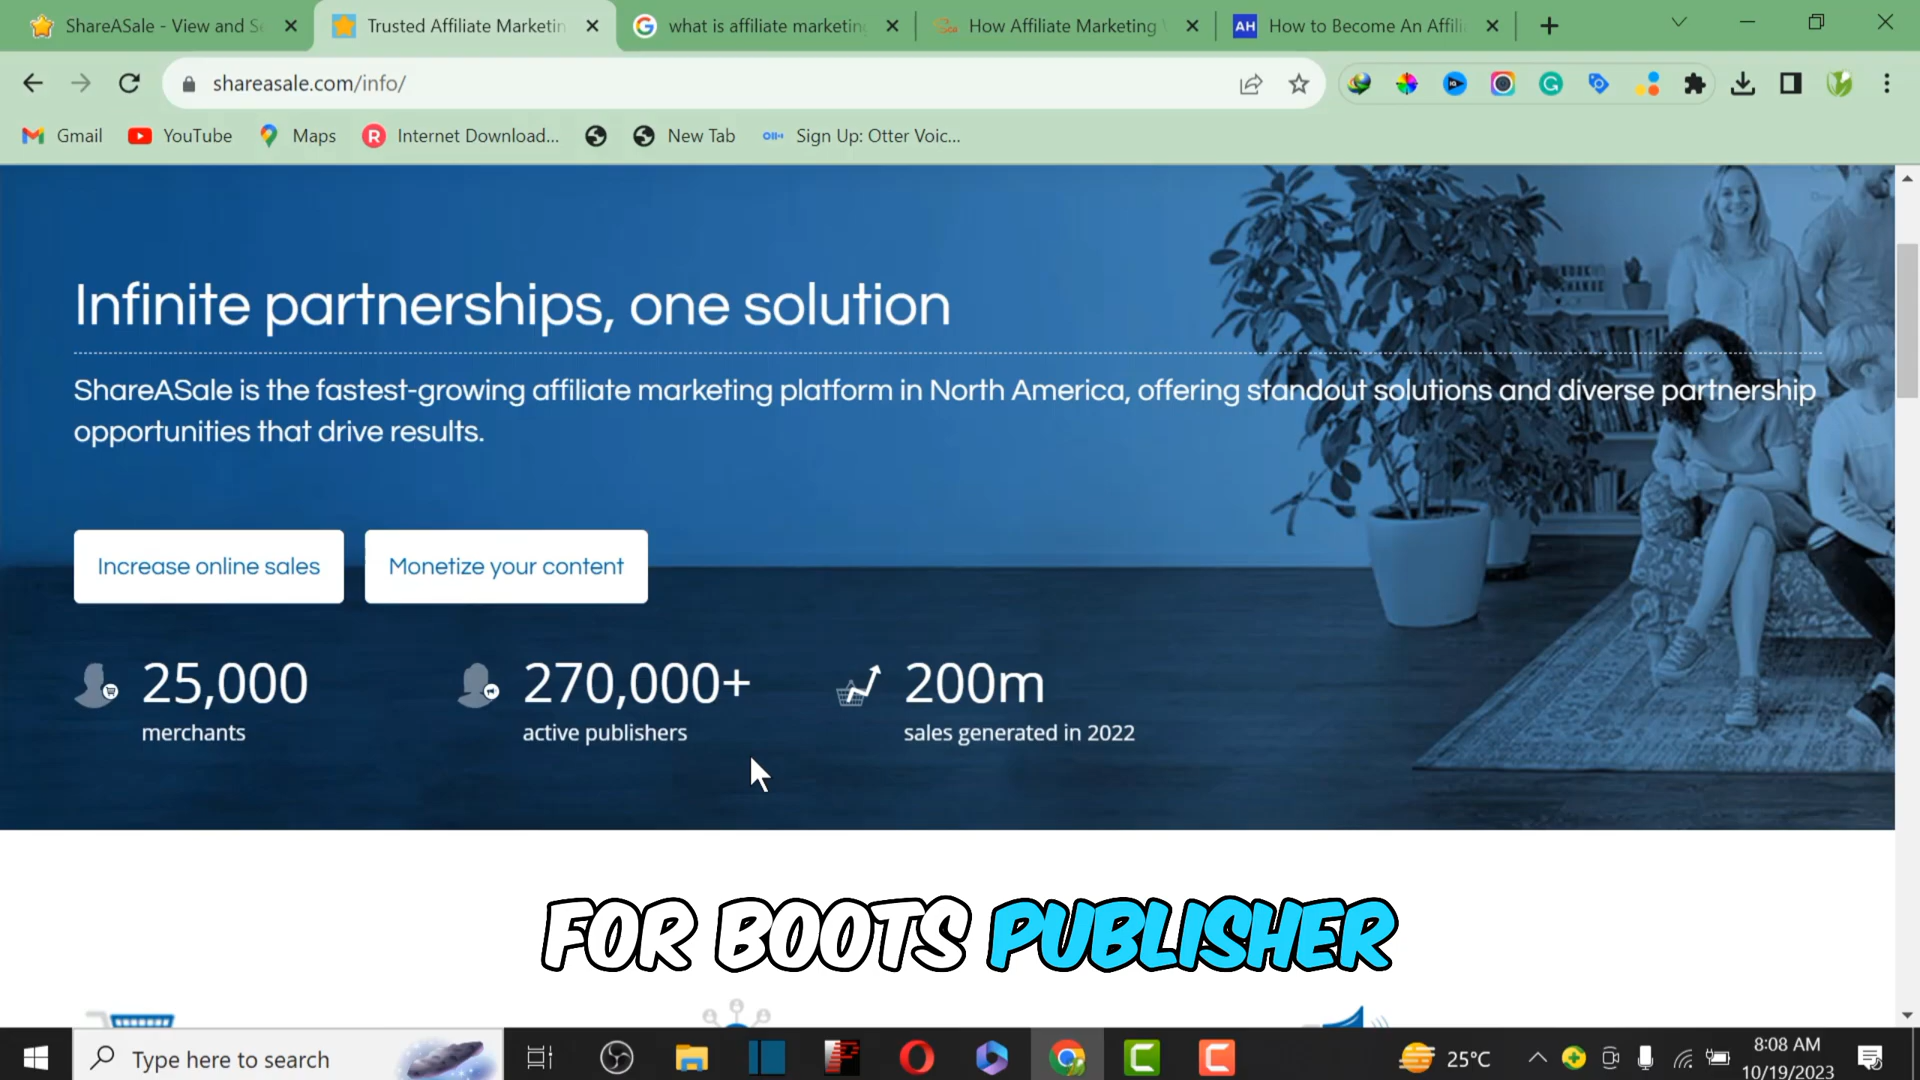 ShareASale - View and Se
Trusted Affiliate Marketin
what is affiliate marketing
How Affiliate Marketing
AH How to Become An Affili
shareasale.com/info/
Gmail
YouTube
Maps
R Internet Download...
New Tab
Sign Up: Otter Voic...
Infinite partnerships, one solution
ShareASale is the fastest-growing affiliate marketing platform in North America, offering standout solutions and diverse partnership
opportunities that drive results.
Increase online sales
Monetize your content
25,000
merchants
270,000+
active publishers
200m
sales generated in 2022
FOR BOOTS PUBLISHER
Type here to search
25°C
8:08 AM
10/19/2023